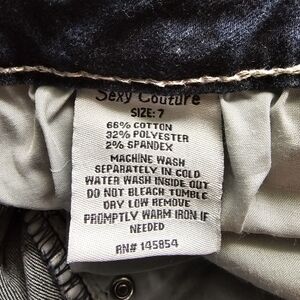 Sexy Couture
SIZE: 7
66% COTTON
32% POLYESTER
2% SPANDEX
MACHINE WASH
SEPARATELY IN COLD
WATER WASH INSIDE OUT
DO NOT BLEACH TUMBLE
DRY LOW REMOVE
PROMPTLY WARM IRON IF
NEEDED
RN# 145854